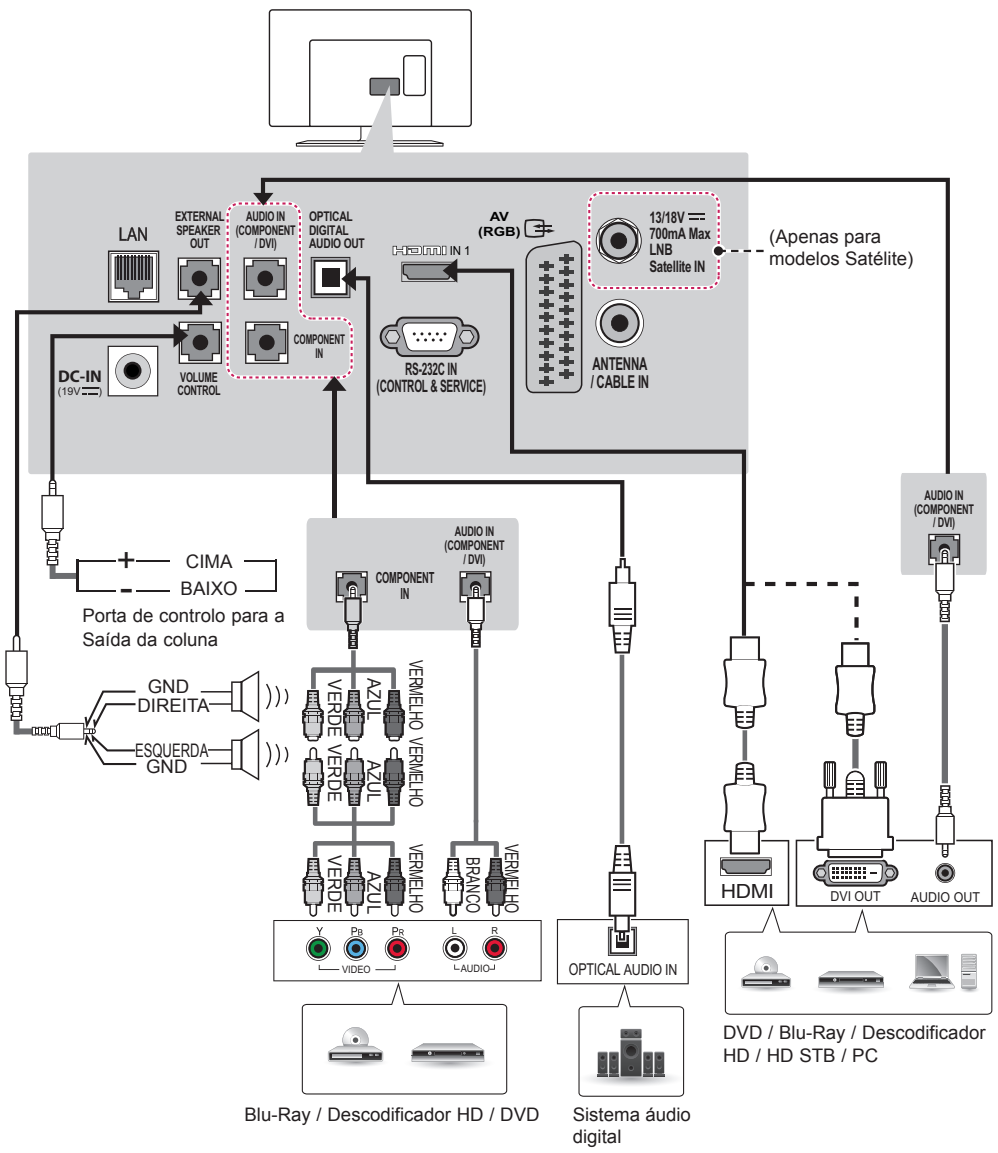 LAN
EXTERNAL
SPEAKER
OUT
AUDIO IN
(COMPONENT
/ DVI)
OPTICAL
DIGITAL
AUDIO OUT
HDMI IN 1
AV
(RGB)
13/18V
700mA Max
LNB
Satellite IN
(Apenas para
modelos Satélite)
DC-IN
(19V)
VOLUME
CONTROL
COMPONENT
IN
RS-232C IN
(CONTROL & SERVICE)
ANTENNA
/ CABLE IN
AUDIO IN
(COMPONENT
/ DVI)
+ CIMA
- BAIXO
Porta de controlo para a
Saída da coluna
COMPONENT
IN
AUDIO IN
(COMPONENT
/ DVI)
GND
DIREITA
ESQUERDA
GND
VERDE
AZUL
VERMELHO
VERDE
AZUL
VERMELHO
VERDE
AZUL
VERMELHO
BRANCO
VERMELHO
Y PB PR
VIDEO
L R
AUDIO
OPTICAL AUDIO IN
HDMI
DVI OUT
AUDIO OUT
Blu-Ray / Descodificador HD / DVD
Sistema áudio
digital
DVD / Blu-Ray / Descodificador
HD / HD STB / PC